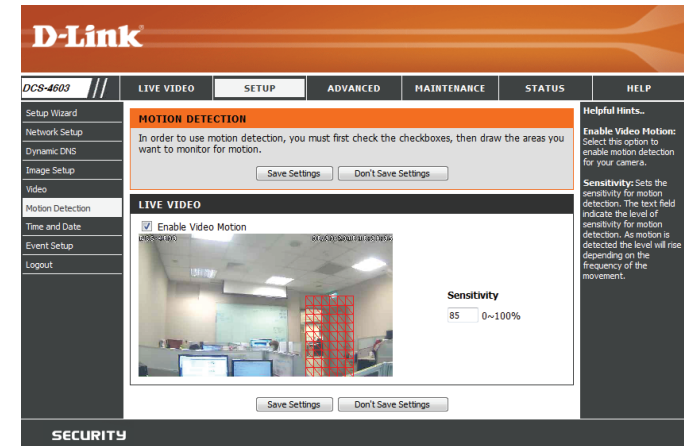 D-Link
DCS-4603
LIVE VIDEO
SETUP
ADVANCED
MAINTENANCE
STATUS
HELP
Setup Wizard
Network Setup
Dynamic DNS
Image Setup
Video
Motion Detection
Time and Date
Event Setup
Logout
MOTION DETECTION
In order to use motion detection, you must first check the checkboxes, then draw the areas you
want to monitor for motion.
Save Settings
Don't Save Settings
LIVE VIDEO
Enable Video Motion
Sensitivity
85 0~100%
Save Settings
Don't Save Settings
Helpful Hints..
Enable Video Motion:
Select this option to
enable motion detection
for your camera.
Sensitivity: Sets the
sensitivity for motion
detection. The text field
indicate the level of
sensitivity for motion
detection. As motion is
detected the level will rise
depending on the
frequency of the
movement.
SECURITY